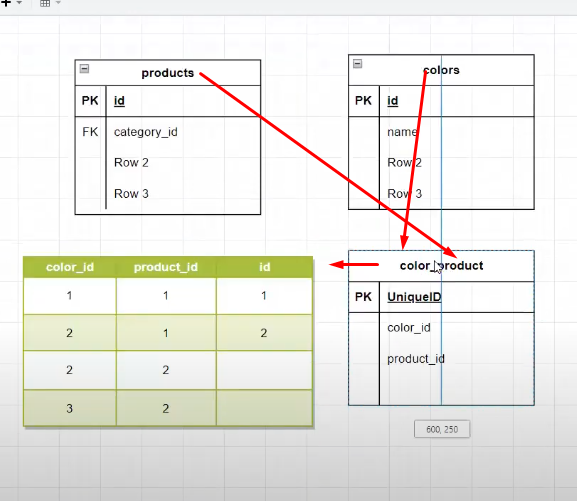 products
PK id
FK category_id
Row 2
Row 3
colors
PK id
name
Row 2
Row 3
color_id product_id id
1 1 1
2 1 2
2 2
3 2
color_product
PK UniqueID
color_id
product_id
600, 250